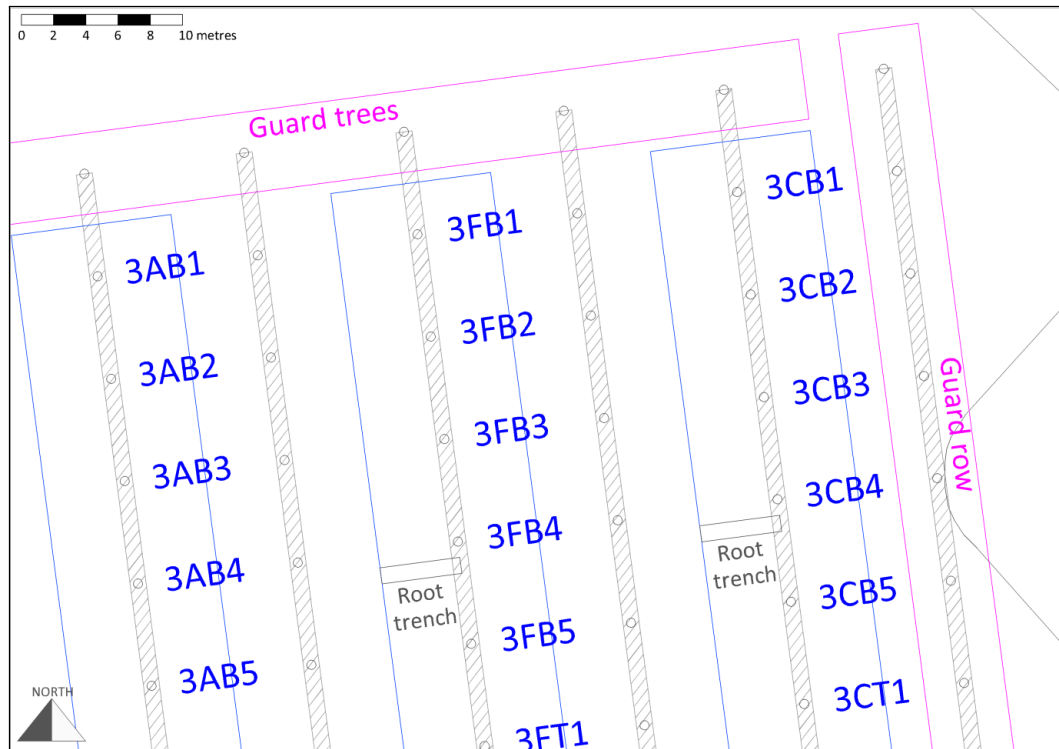 0 2 4 6 8 10 metres
Guard trees
3AB1
3AB2
3AB3
3AB4
3AB5
3FB1
3FB2
3FB3
3FB4
Root
trench
3FB5
3FT1
3CB1
3CB2
3CB3
3CB4
Root
trench
3CB5
3CT1
Guard row
NORTH